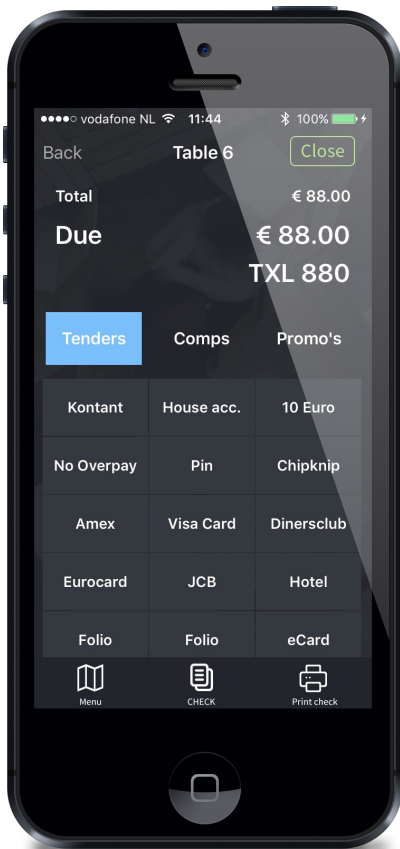 vodafone NL 11:44 100%
Back Table 6 Close
Total € 88.00
Due € 88.00
TXL 880
Tenders Comps Promo's
Kontant House acc. 10 Euro
No Overpay Pin Chipknip
Amex Visa Card Dinersclub
Eurocard JCB Hotel
Folio Folio eCard
Menu CHECK Print check